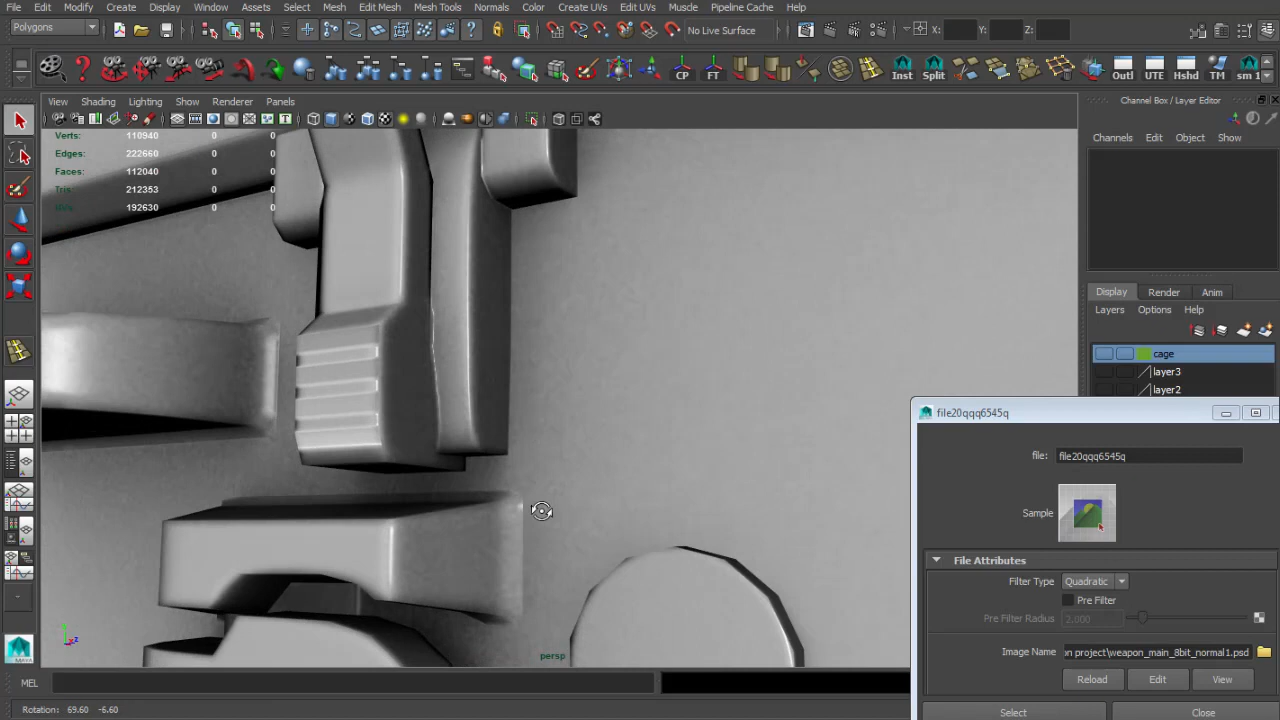 File Edit Modify Create Display Window Assets Select Mesh Edit Mesh Mesh Tools Normals Color Create UVs Edit UVs Muscle Pipeline Cache Help
Polygons No Live Surface X: Y: Z:
CP FT Inst Split Outl UTE Hshd TM sm 1
View Shading Lighting Show Renderer Panels
Channel Box / Layer Editor
Channels Edit Object Show
Verts: 110940 0 0
Edges: 222660 0 0
Faces: 112040 0 0
Tris: 212353 0 0
UVs: 192630 0 0
Display Render Anim
Layers Options Help
cage
layer3
layer2
file20qqq6545q
file: file20qqq6545q
Sample
File Attributes
Filter Type Quadratic
Pre Filter
Pre Filter Radius 2.000
Image Name on project\weapon_main_8bit_normal1.psd
Reload Edit View
Select Close
persp
MEL
Rotation: 69.60 -6.60